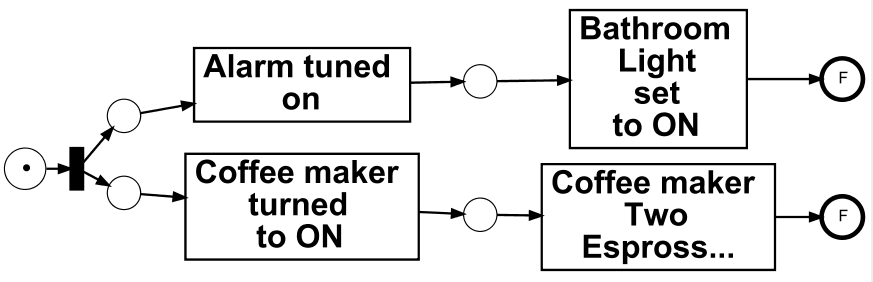 Alarm tuned
on
Bathroom
Light
set
to ON
F
Coffee maker
turned
to ON
Coffee maker
Two
Espross...
F